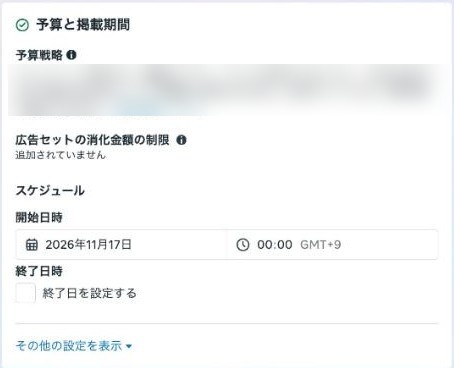 予算と掲載期間
予算戦略
広告セットの消化金額の制限
追加されていません
スケジュール
開始日時
2026年11月17日 00:00 GMT+9
終了日時
終了日を設定する
その他の設定を表示